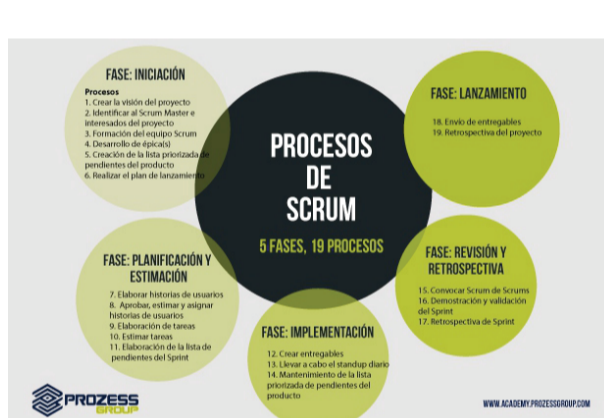 FASE: INICIACIÓN
Procesos
1. Crear la visión del proyecto
2. Identificar al Scrum Master e
interesados del proyecto
3. Formación del equipo Scrum
4. Desarrollo de épica(s)
5. Creación de la lista priorizada de
pendientes del producto
6. Realizar el plan de lanzamiento
PROCESOS
DE
SCRUM
5 FASES, 19 PROCESOS
FASE: LANZAMIENTO
18. Envío de entregables
19. Retrospectiva del proyecto
FASE: PLANIFICACIÓN Y
ESTIMACIÓN
7. Elaborar historias de usuarios
8. Aprobar, estimar y asignar
historias de usuarios
9. Elaboración de tareas
10. Estimar tareas
11. Elaboración de la lista de
pendientes del Sprint
FASE: IMPLEMENTACIÓN
12. Crear entregables
13. Llevar a cabo el standup diario
14. Mantenimiento de la lista
priorizada de pendientes del
producto
FASE: REVISIÓN Y
RETROSPECTIVA
15. Convocar Scrum de Scrums
16. Demostración y validación
del Sprint
17. Retrospectiva de Sprint
PROZESS
GROUP
WWW.ACADEMY.PROZESSGROUP.COM